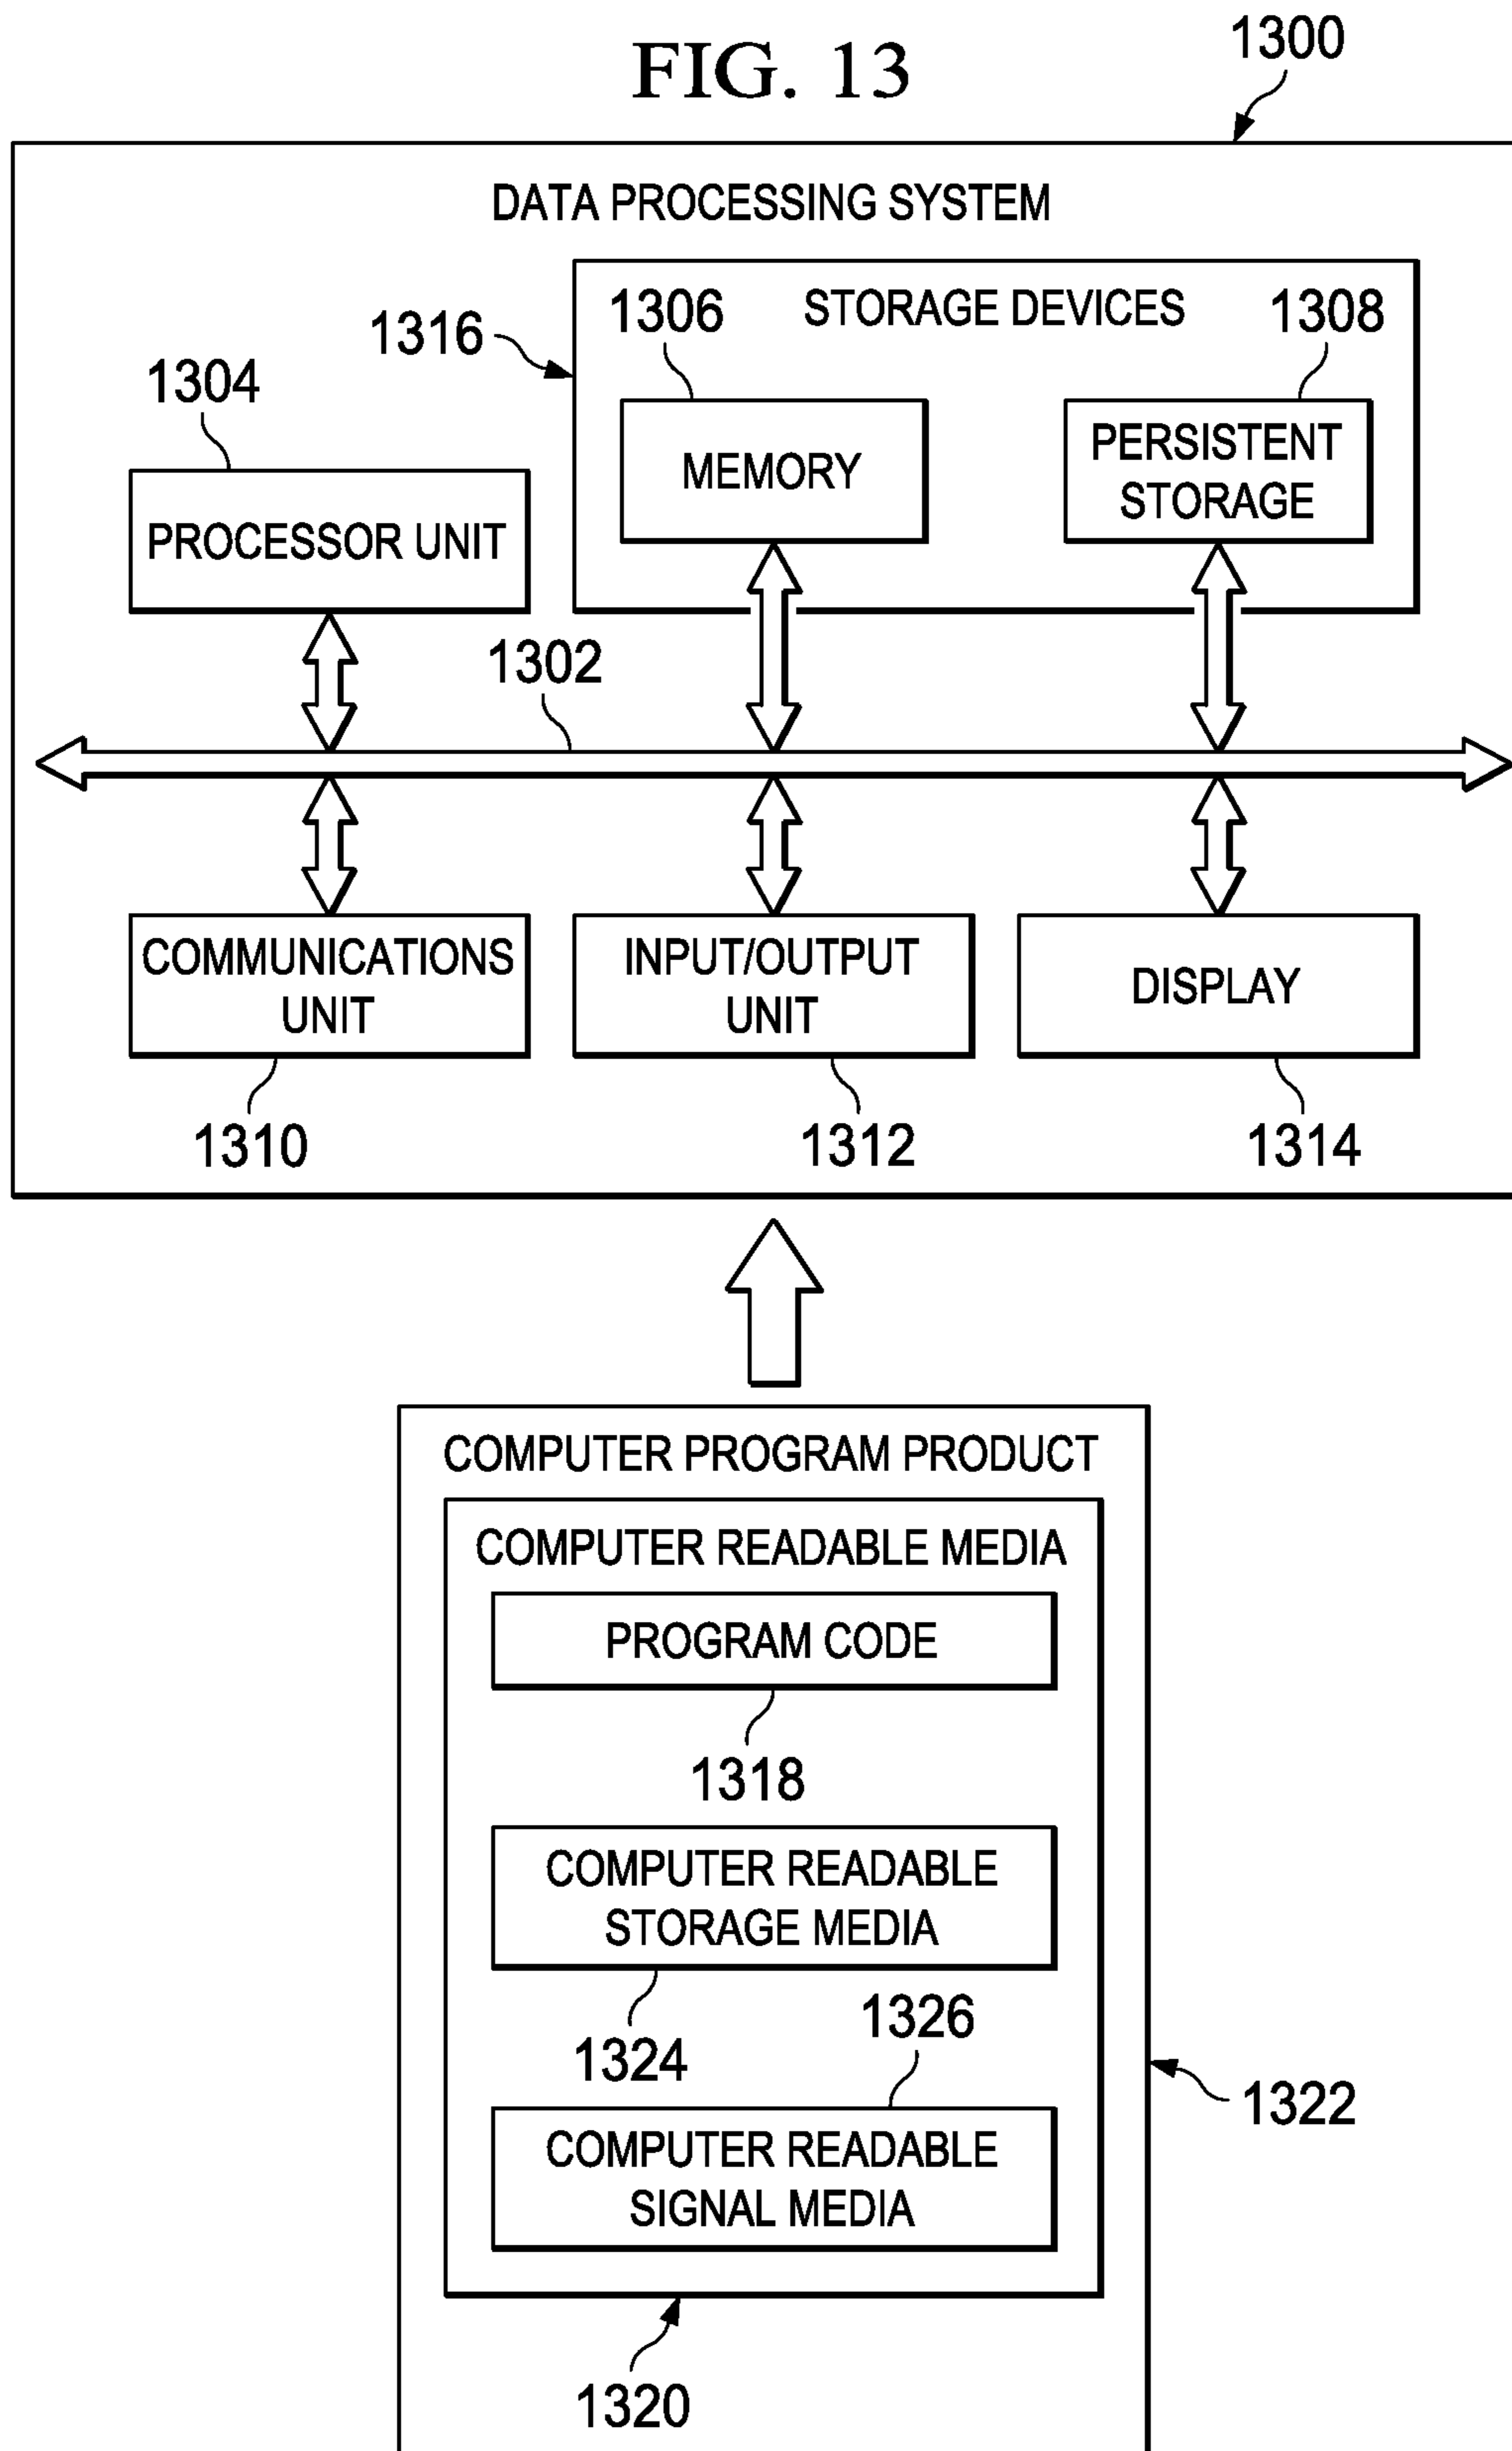 FIG. 13
1300
DATA PROCESSING SYSTEM
1316
STORAGE DEVICES
1306
1308
MEMORY
PERSISTENT
STORAGE
1304
PROCESSOR UNIT
1302
COMMUNICATIONS
UNIT
1310
INPUT/OUTPUT
UNIT
1312
DISPLAY
1314
COMPUTER PROGRAM PRODUCT
COMPUTER READABLE MEDIA
PROGRAM CODE
1318
COMPUTER READABLE
STORAGE MEDIA
1324
1326
COMPUTER READABLE
SIGNAL MEDIA
1322
1320